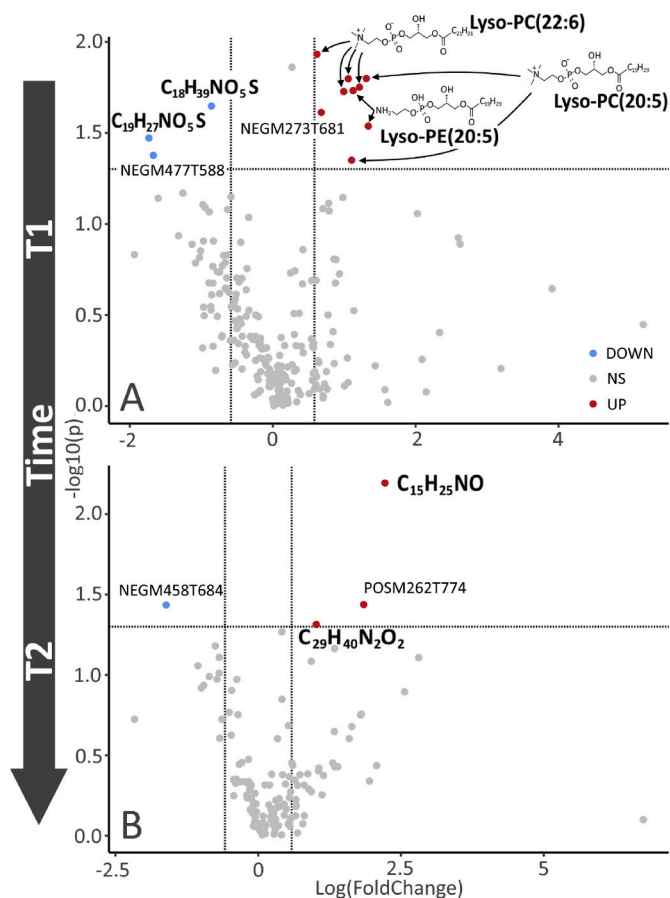 T1
Time
T2
-log10(p)
2.0
1.5
1.0
0.5
0.0
C18H39NO5S
C19H27NO5S
NEGM477T588
NEGM273T681
Lyso-PC(22:6)
Lyso-PC(20:5)
Lyso-PE(20:5)
DOWN
NS
UP
A
-2
0
2
4
2.0
1.5
1.0
0.5
0.0
C15H25NO
NEGM458T684
POSM262T774
C29H40N2O2
B
-2.5
0
2.5
5
Log(FoldChange)